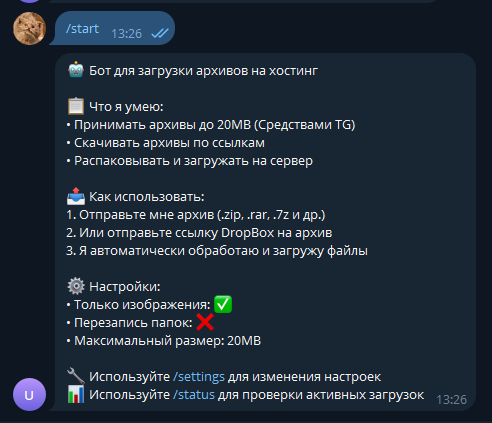 /start 13:26
🤖 Бот для загрузки архивов на хостинг
📋 Что я умею:
• Принимать архивы до 20MB (Средствами TG)
• Скачивать архивы по ссылкам
• Распаковывать и загружать на сервер
📤 Как использовать:
1. Отправьте мне архив (.zip, .rar, .7z и др.)
2. Или отправьте ссылку DropBox на архив
3. Я автоматически обработаю и загружу файлы
⚙️ Настройки:
• Только изображения: ✅
• Перезапись папок: ❌
• Максимальный размер: 20MB
🔧 Используйте /settings для изменения настроек
📊 Используйте /status для проверки активных загрузок 13:26
U